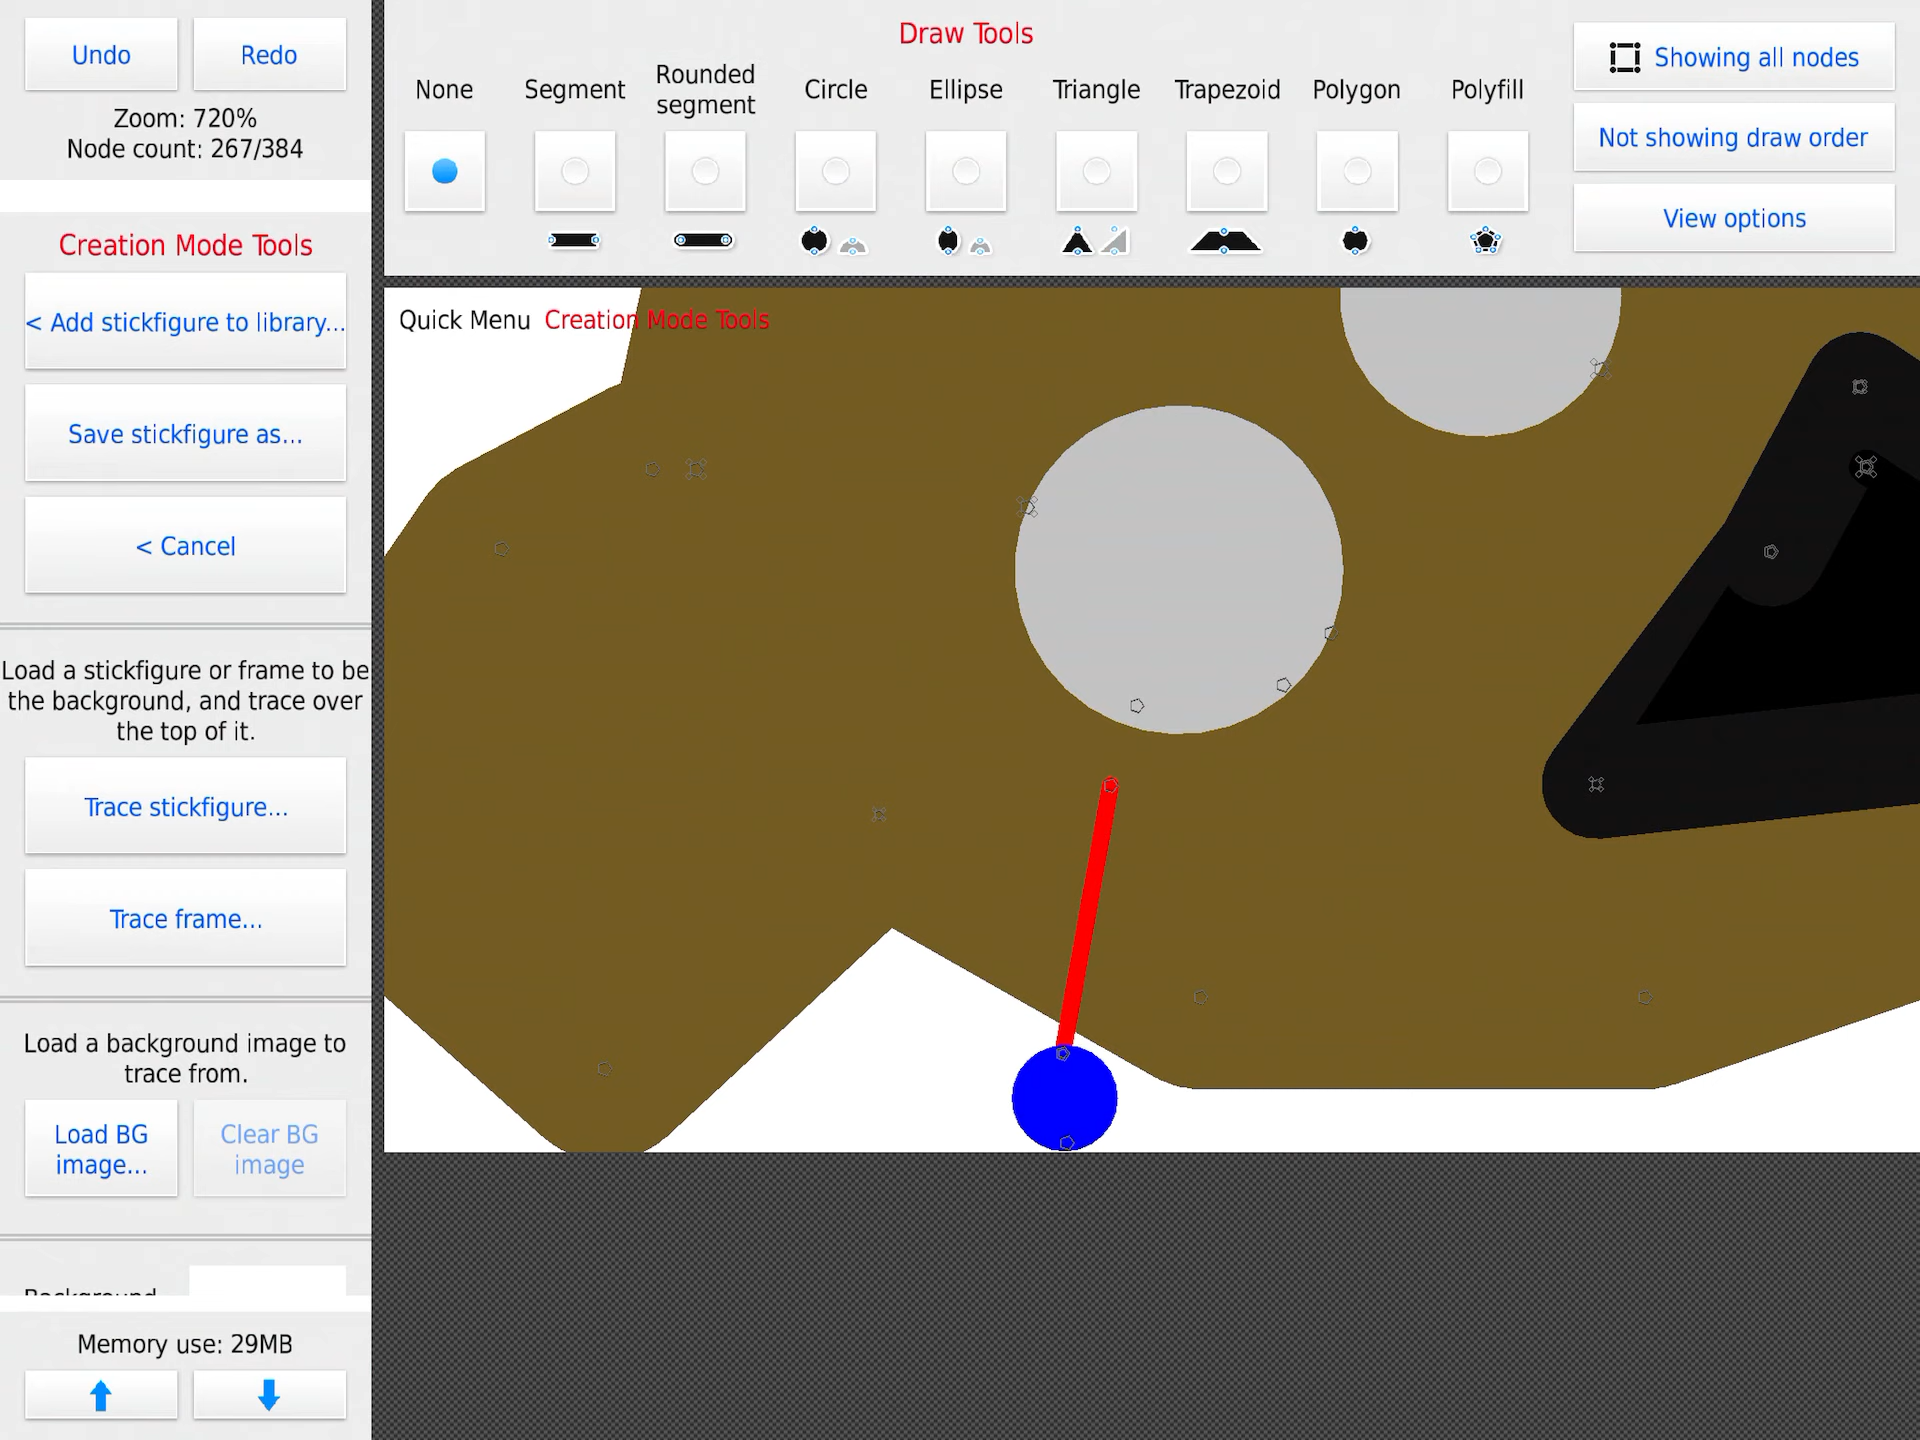 Undo
Redo
Zoom: 720%
Node count: 267/384
Creation Mode Tools
< Add stickfigure to library...
Save stickfigure as...
< Cancel
Load a stickfigure or frame to be
the background, and trace over
the top of it.
Trace stickfigure...
Trace frame...
Load a background image to
trace from.
Load BG
image...
Clear BG
image
Background
Memory use: 29MB
Draw Tools
None
Segment
Rounded
segment
Circle
Ellipse
Triangle
Trapezoid
Polygon
Polyfill
Showing all nodes
Not showing draw order
View options
Quick Menu
Creation Mode Tools